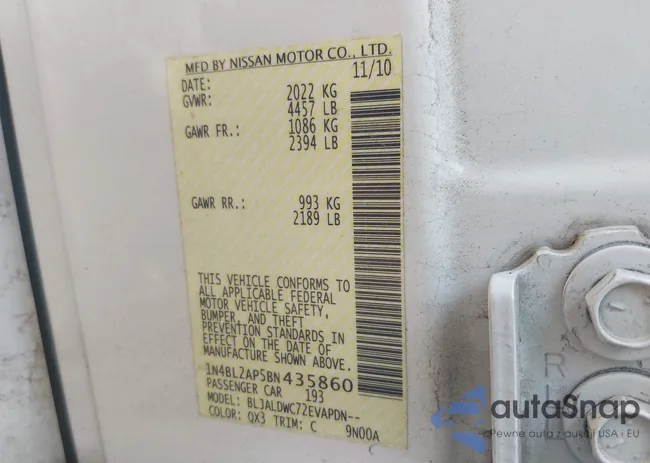 MFD BY NISSAN MOTOR CO., LTD.
DATE: 11/10
GVWR: 2022 KG
4457 LB
GAWR FR.: 1086 KG
2394 LB
GAWR RR.: 993 KG
2189 LB
THIS VEHICLE CONFORMS TO
ALL APPLICABLE FEDERAL
MOTOR VEHICLE SAFETY,
BUMPER, AND THEFT
PREVENTION STANDARDS IN
EFFECT ON THE DATE OF
MANUFACTURE SHOWN ABOVE.
1N4BL2AP5BN435860
PASSENGER CAR 193
MODEL: BLJALDWC72EVAPDN--
COLOR: QX3 TRIM: C 9N00A
R
autoSnap
Pewne auta z aukcji USA i EU